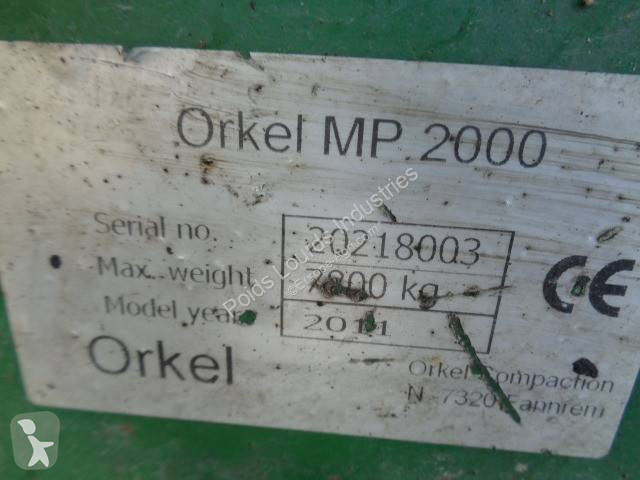 Orkel MP 2000
Serial no. 20218003
Max. weight 7800 kg
Model year 2011
Orkel
CE
Orkel Compaction
N -7320 Fannrem
Poids Lourds Industries